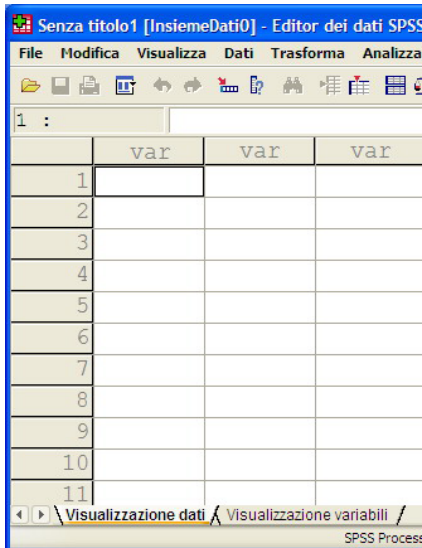 Senza titolo1 [InsiemeDati0] - Editor dei dati SPSS
File Modifica Visualizza Dati Trasforma Analizza
1 :
var var var
1
2
3
4
5
6
7
8
9
10
11
Visualizzazione dati Visualizzazione variabili
SPSS Process